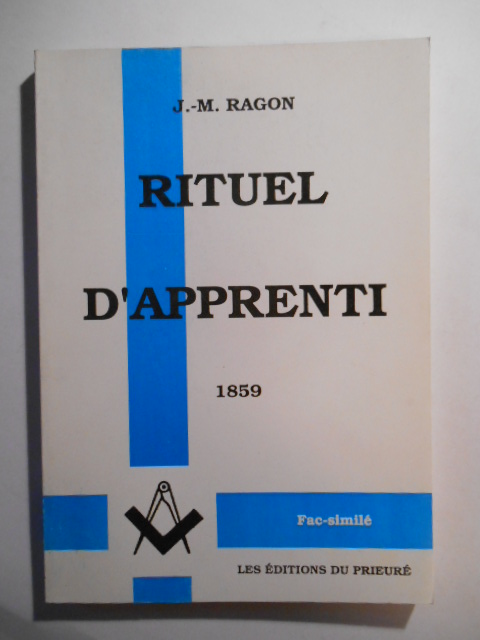 J.-M. RAGON
RITUEL
D'APPRENTI
1859
Fac-similé
LES ÉDITIONS DU PRIEURÉ